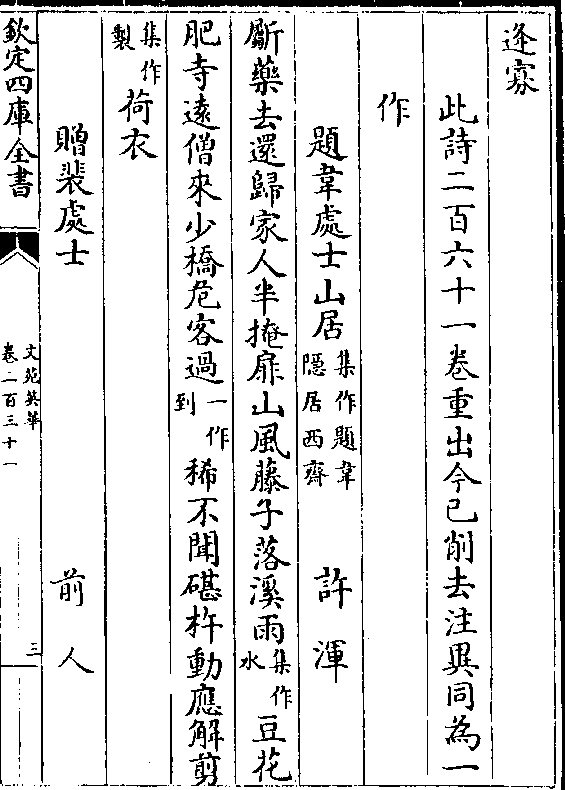 逢寡
此詩二百六十一卷重出今已削去注異同為一
作
題韋處士山居集作題韋隠居西齋 許渾
斸藥去還歸家人半掩扉山風藤子落溪雨集作水豆花
肥寺逺僧來少橋危客過一作到稀不聞碪杵動應解剪
集作製荷衣
贈裴處士 前人
欽定四庫全書
文苑英華
卷二百三十一
三